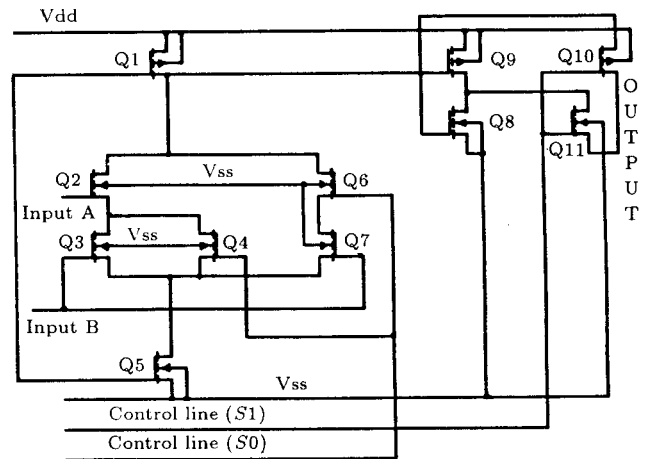 Vdd
Q1
Q9
Q10
Q8
Q11
OUTPUT
Q2
Vss
Q6
Input A
Q3
Vss
Q4
Q7
Input B
Q5
Vss
Control line (S1)
Control line (S0)